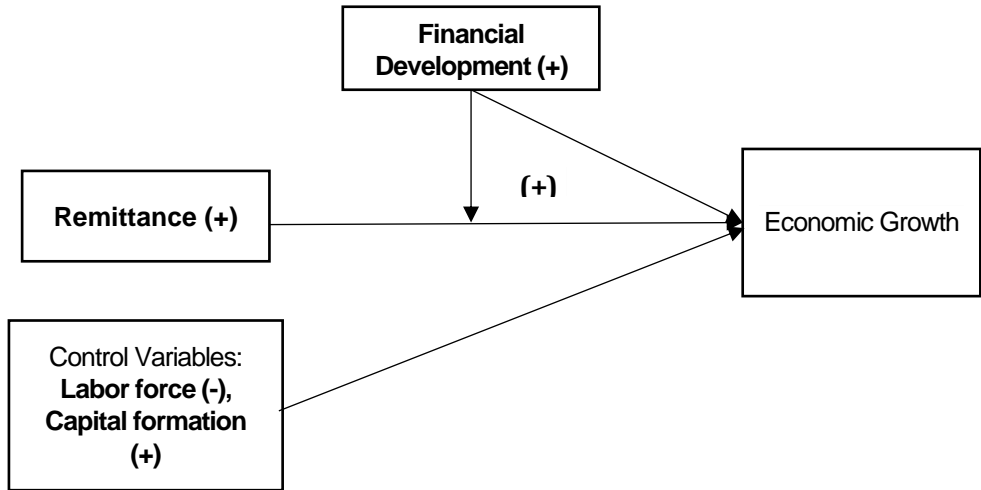 Financial
Development (+)
(+)
Remittance (+)
Economic Growth
Control Variables:
Labor force (-),
Capital formation
(+)